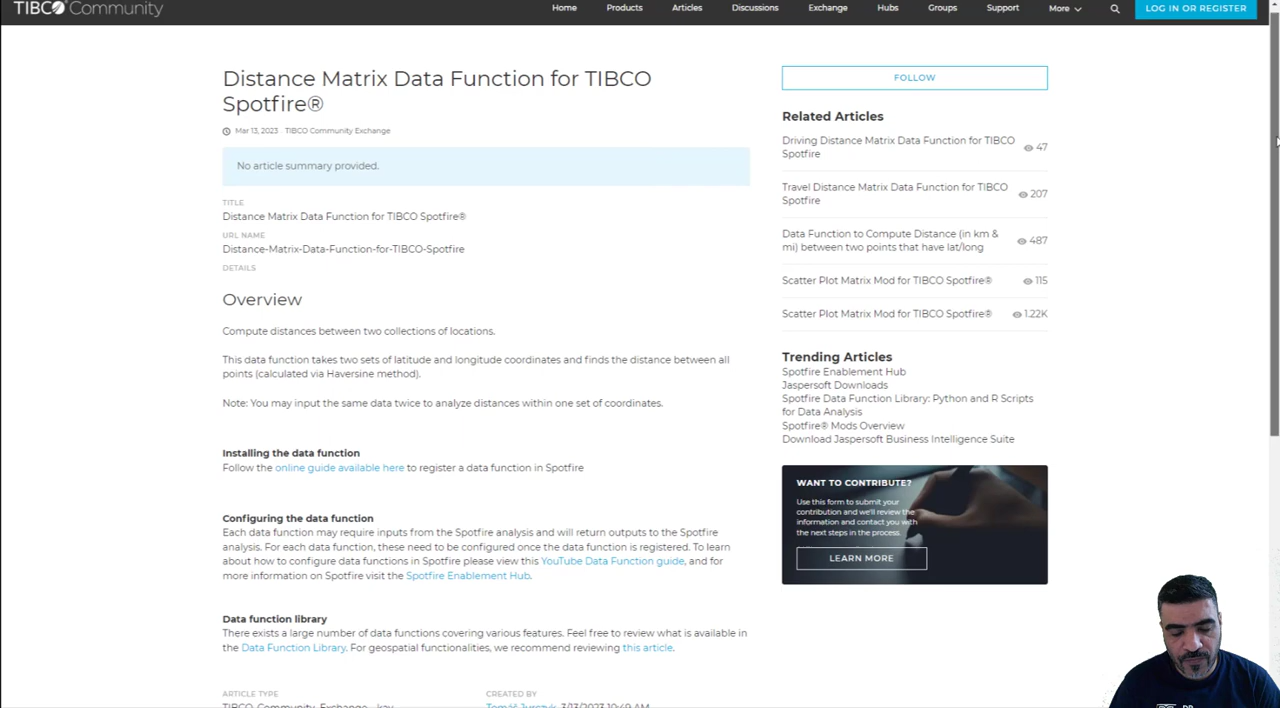 TIBCO Community
Home Products Articles Discussions Exchange Hubs Groups Support More LOG IN OR REGISTER
Distance Matrix Data Function for TIBCO
Spotfire®
Mar 13, 2023 TIBCO Community Exchange
No article summary provided.
TITLE
Distance Matrix Data Function for TIBCO Spotfire®
URL NAME
Distance-Matrix-Data-Function-for-TIBCO-Spotfire
DETAILS
Overview
Compute distances between two collections of locations.
This data function takes two sets of latitude and longitude coordinates and finds the distance between all
points (calculated via Haversine method).
Note: You may input the same data twice to analyze distances within one set of coordinates.
Installing the data function
Follow the online guide available here to register a data function in Spotfire
Configuring the data function
Each data function may require inputs from the Spotfire analysis and will return outputs to the Spotfire
analysis. For each data function, these need to be configured once the data function is registered. To learn
about how to configure data functions in Spotfire please view this YouTube Data Function guide, and for
more information on Spotfire visit the Spotfire Enablement Hub.
Data function library
There exists a large number of data functions covering various features. Feel free to review what is available in
the Data Function Library. For geospatial functionalities, we recommend reviewing this article.
ARTICLE TYPE
TIBCO_Community_Exchange__kav
CREATED BY
Tomáš Jurczyk, 3/13/2023 10:49 AM
FOLLOW
Related Articles
Driving Distance Matrix Data Function for TIBCO
Spotfire
47
Travel Distance Matrix Data Function for TIBCO
Spotfire
207
Data Function to Compute Distance (in km &
mi) between two points that have lat/long
487
Scatter Plot Matrix Mod for TIBCO Spotfire® 115
Scatter Plot Matrix Mod for TIBCO Spotfire® 1.22K
Trending Articles
Spotfire Enablement Hub
Jaspersoft Downloads
Spotfire Data Function Library: Python and R Scripts
for Data Analysis
Spotfire® Mods Overview
Download Jaspersoft Business Intelligence Suite
WANT TO CONTRIBUTE?
Use this form to submit your
contribution and we'll review the
information and contact you with
the next steps in the process.
LEARN MORE